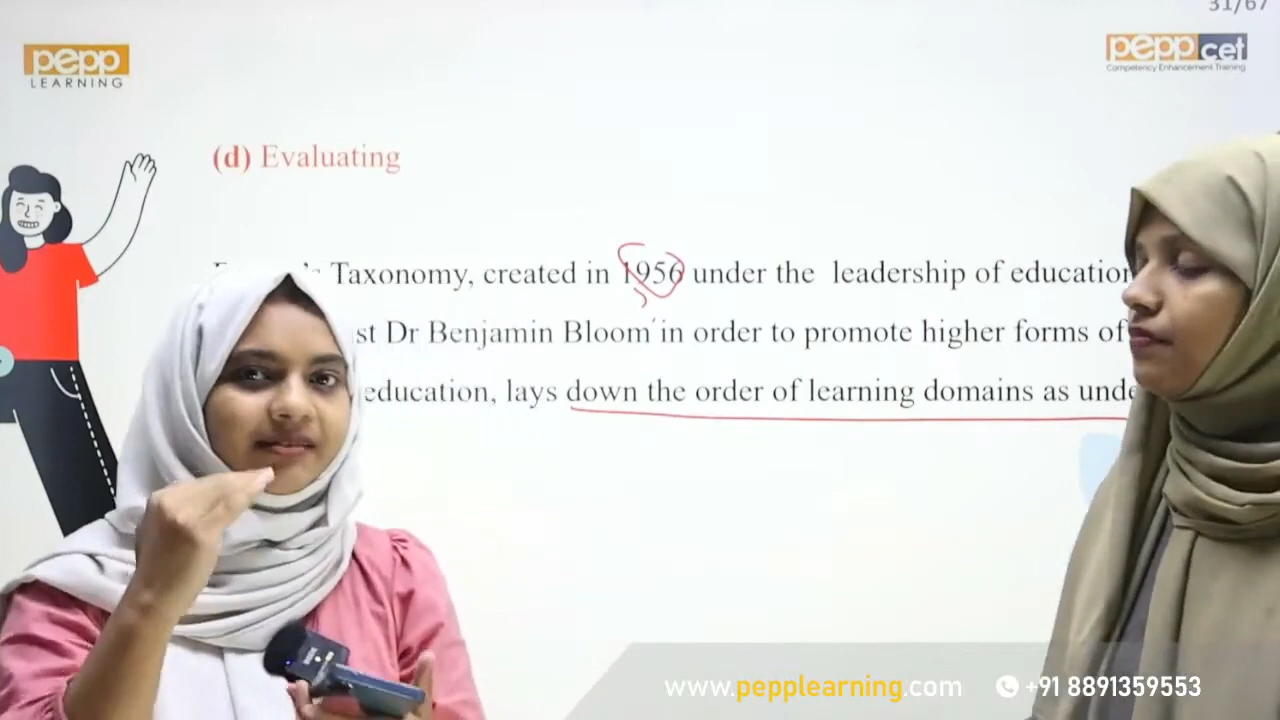 31/67
pepp
LEARNING
peppcet
Competency Enhancement Training
(d) Evaluating
Taxonomy, created in 1956 under the leadership of education
st Dr Benjamin Bloom in order to promote higher forms of
education, lays down the order of learning domains as unde
www.pepplearning.com +91 8891359553